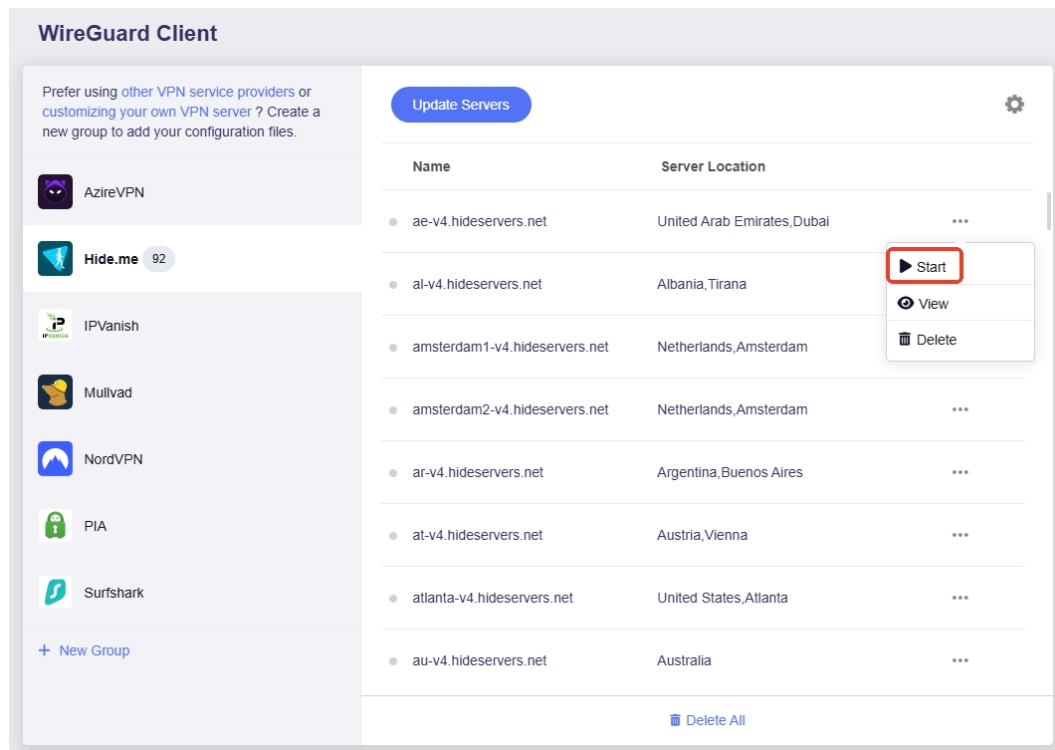 WireGuard Client
Prefer using other VPN service providers or
customizing your own VPN server ? Create a
new group to add your configuration files.
AzireVPN
Hide.me 92
IPVANISH
IPVanish
Mullvad
NordVPN
PIA
Surfshark
+ New Group
Update Servers
Name Server Location
ae-v4.hideservers.net United Arab Emirates,Dubai
Start
View
Delete
al-v4.hideservers.net Albania,Tirana
amsterdam1-v4.hideservers.net Netherlands,Amsterdam
amsterdam2-v4.hideservers.net Netherlands,Amsterdam
ar-v4.hideservers.net Argentina,Buenos Aires
at-v4.hideservers.net Austria,Vienna
atlanta-v4.hideservers.net United States,Atlanta
au-v4.hideservers.net Australia
Delete All